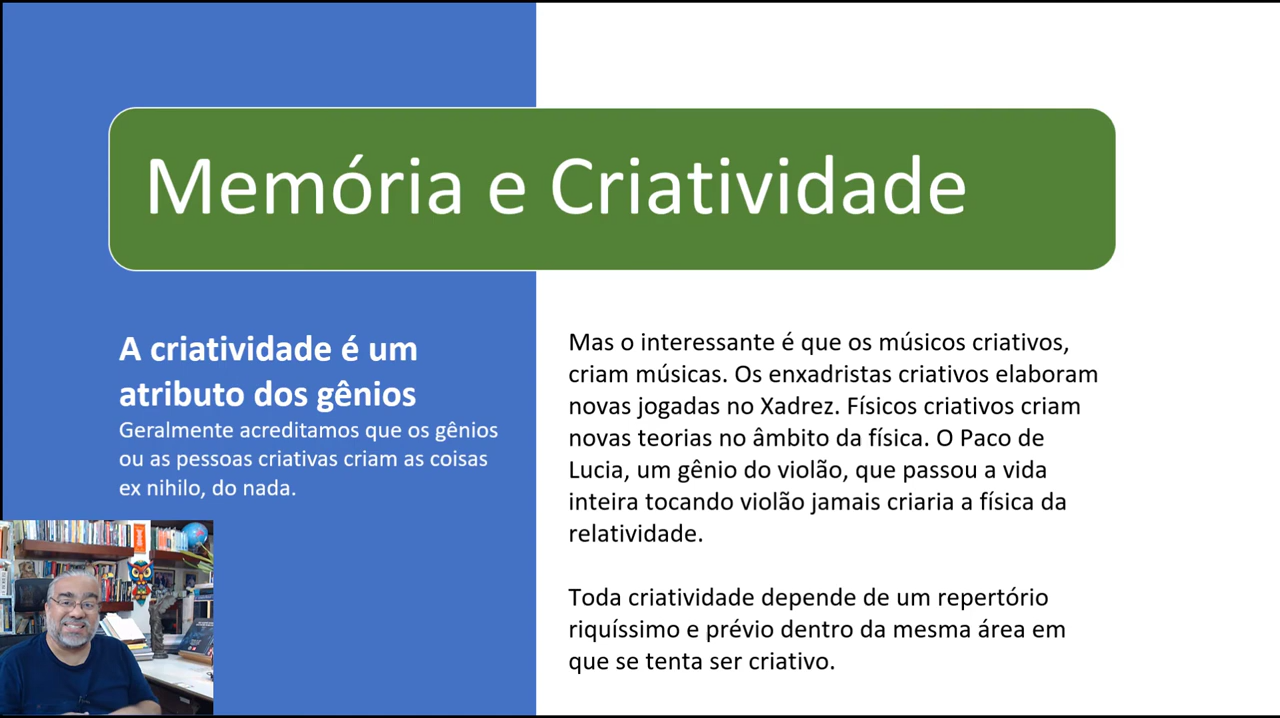 Memória e Criatividade
A criatividade é um
atributo dos gênios
Geralmente acreditamos que os gênios
ou as pessoas criativas criam as coisas
ex nihilo, do nada.
Mas o interessante é que os músicos criativos,
criam músicas. Os enxadristas criativos elaboram
novas jogadas no Xadrez. Físicos criativos criam
novas teorias no âmbito da física. O Paco de
Lucia, um gênio do violão, que passou a vida
inteira tocando violão jamais criaria a física da
relatividade.
Toda criatividade depende de um repertório
riquíssimo e prévio dentro da mesma área em
que se tenta ser criativo.